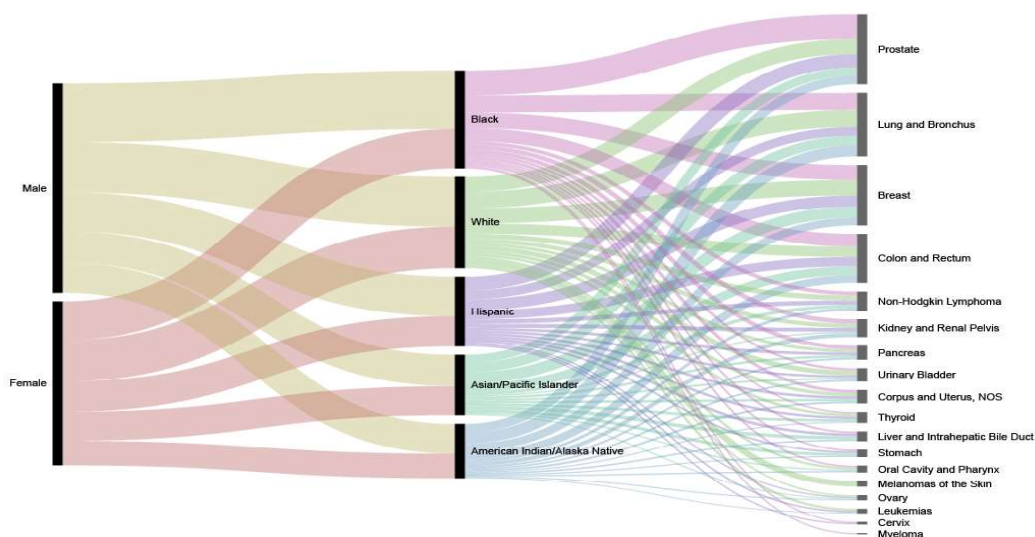 Male
Female
Black
White
Hispanic
Asian/Pacific Islander
American Indian/Alaska Native
Prostate
Lung and Bronchus
Breast
Colon and Rectum
Non-Hodgkin Lymphoma
Kidney and Renal Pelvis
Pancreas
Urinary Bladder
Corpus and Uterus, NOS
Thyroid
Liver and Intrahepatic Bile Duct
Stomach
Oral Cavity and Pharynx
Melanomas of the Skin
Ovary
Leukemias
Cervix
Myeloma